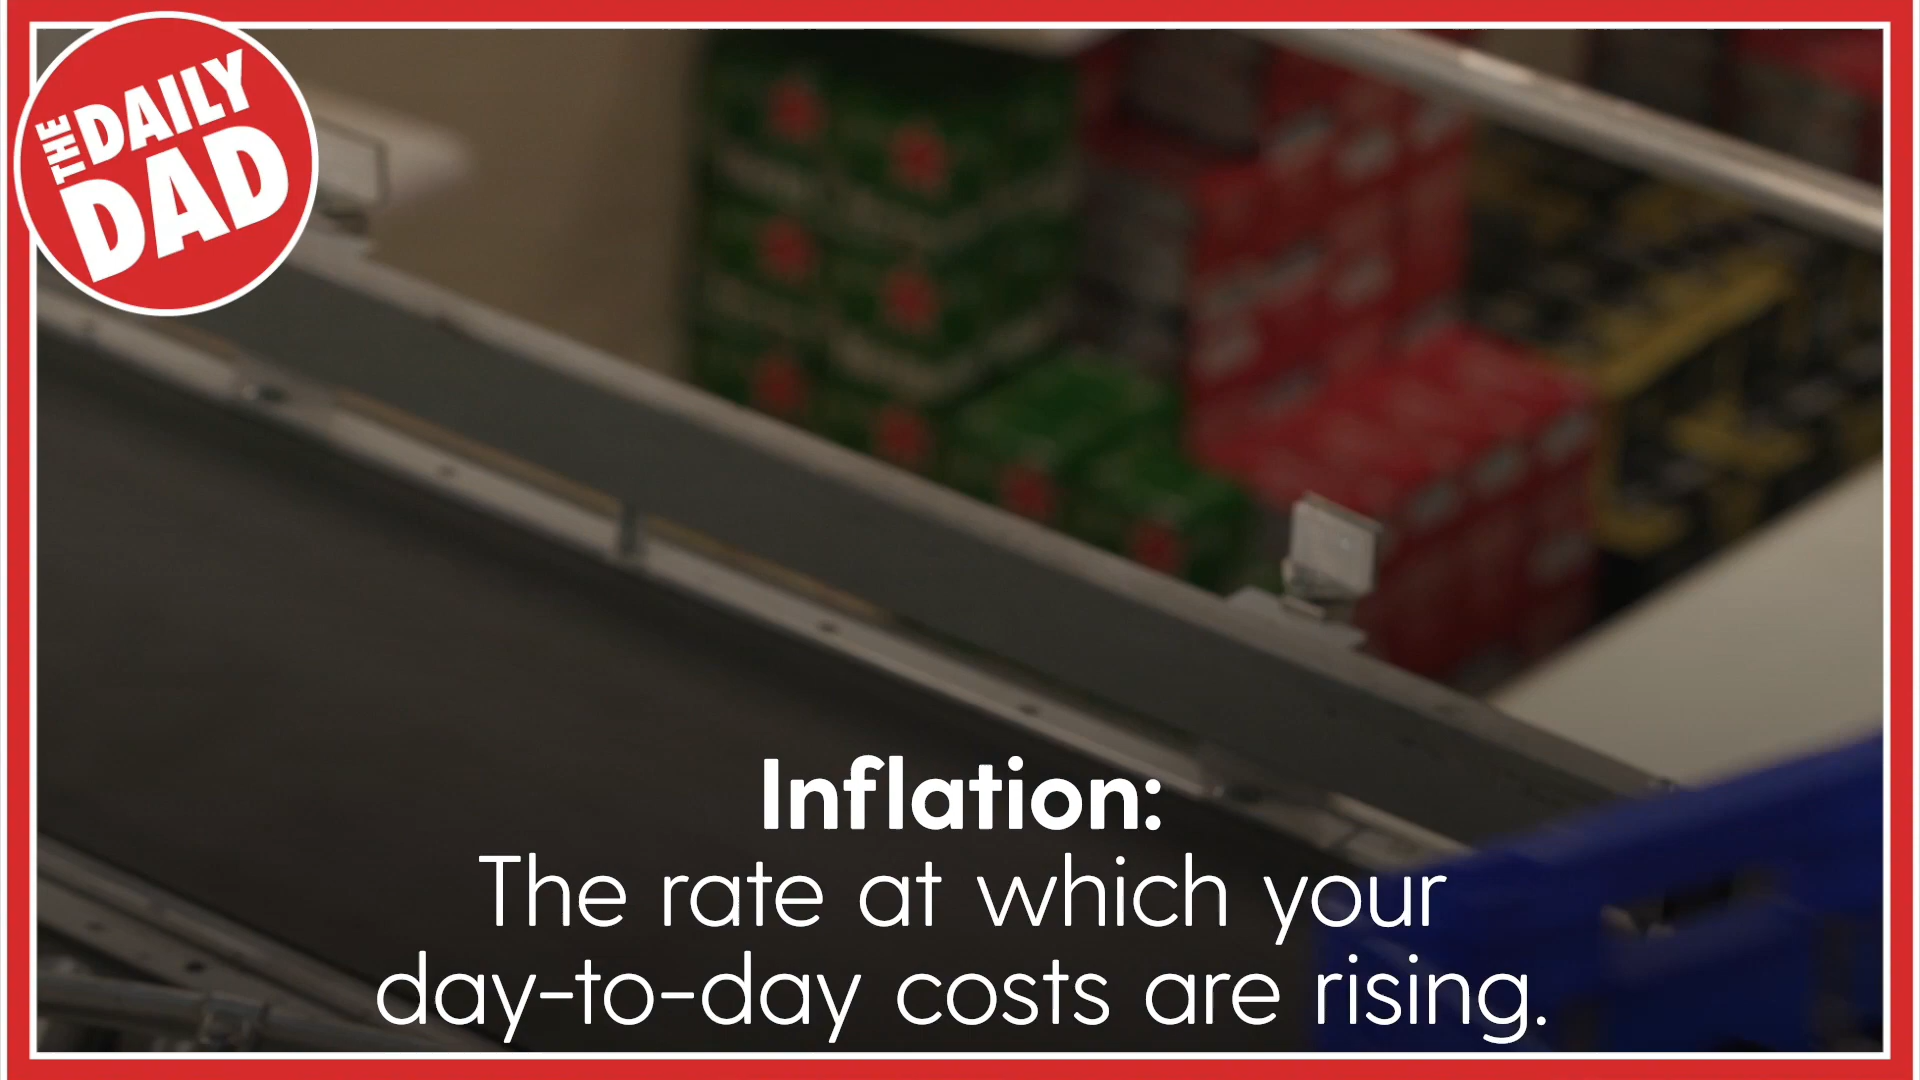 THE DAILY
DAD
Inflation:
The rate at which your
day-to-day costs are rising.